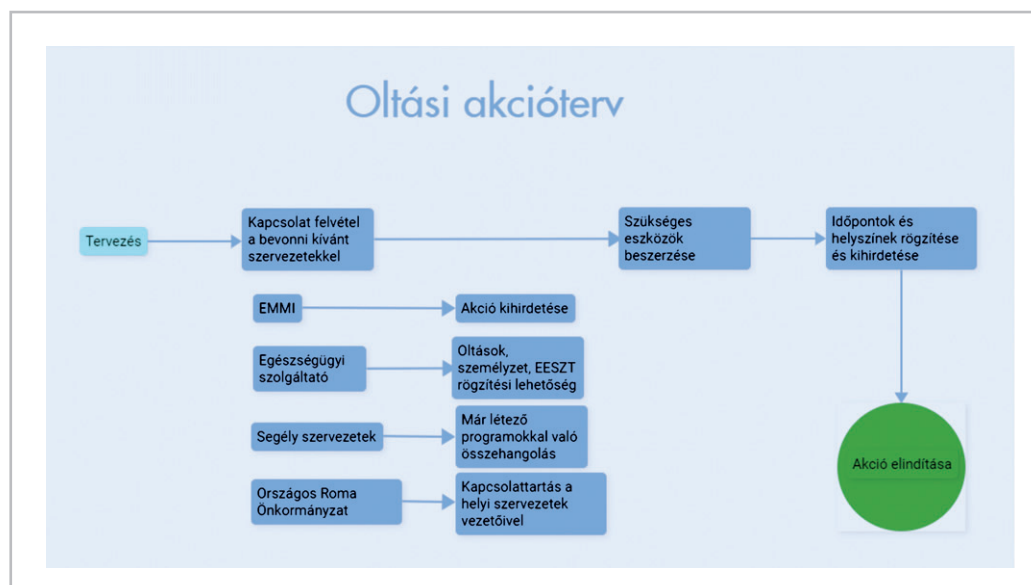 Oltási akcióterv
Tervezés
Kapcsolat felvétel
a bevonni kívánt
szervezetekkel
Szükséges
eszközök
beszerzése
Időpontok és
helyszínek rögzítése
és kihirdetése
EMMI
Akció kihirdetése
Egészségügyi
szolgáltató
Oltások,
személyzet, EESZT
rögzítési lehetőség
Segély szervezetek
Már létező
programokkal való
összehangolás
Országos Roma
Önkormányzat
Kapcsolattartás a
helyi szervezetek
vezetőivel
Akció elindítása